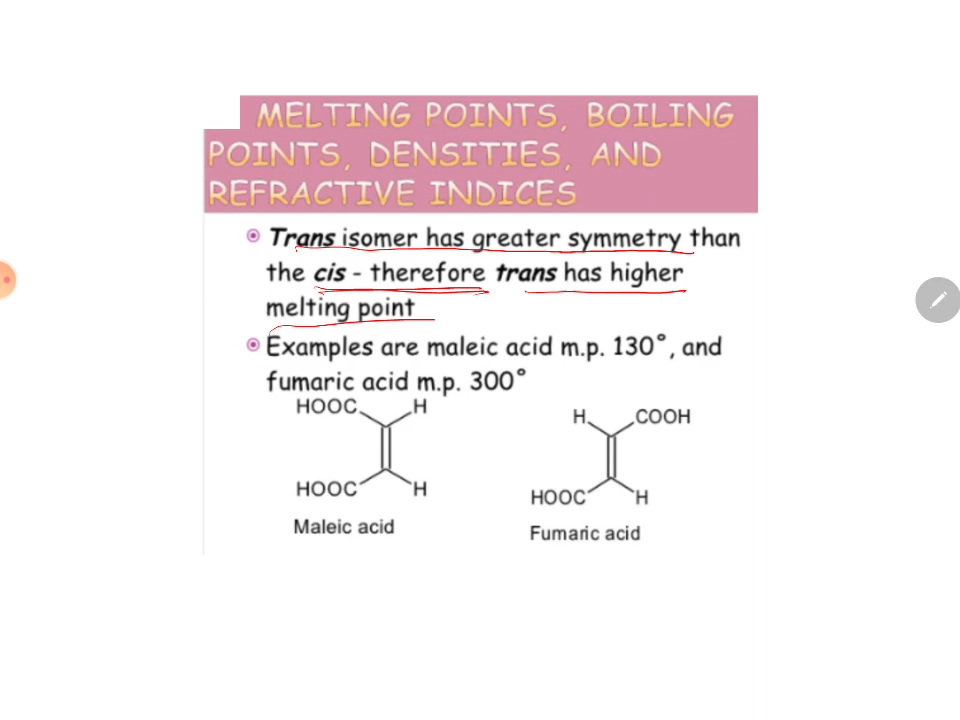 MELTING POINTS, BOILING
POINTS, DENSITIES, AND
REFRACTIVE INDICES
Trans isomer has greater symmetry than
the cis - therefore trans has higher
melting point
Examples are maleic acid m.p. 130°, and
fumaric acid m.p. 300°
HOOC H
HOOC H
Maleic acid
H COOH
HOOC H
Fumaric acid